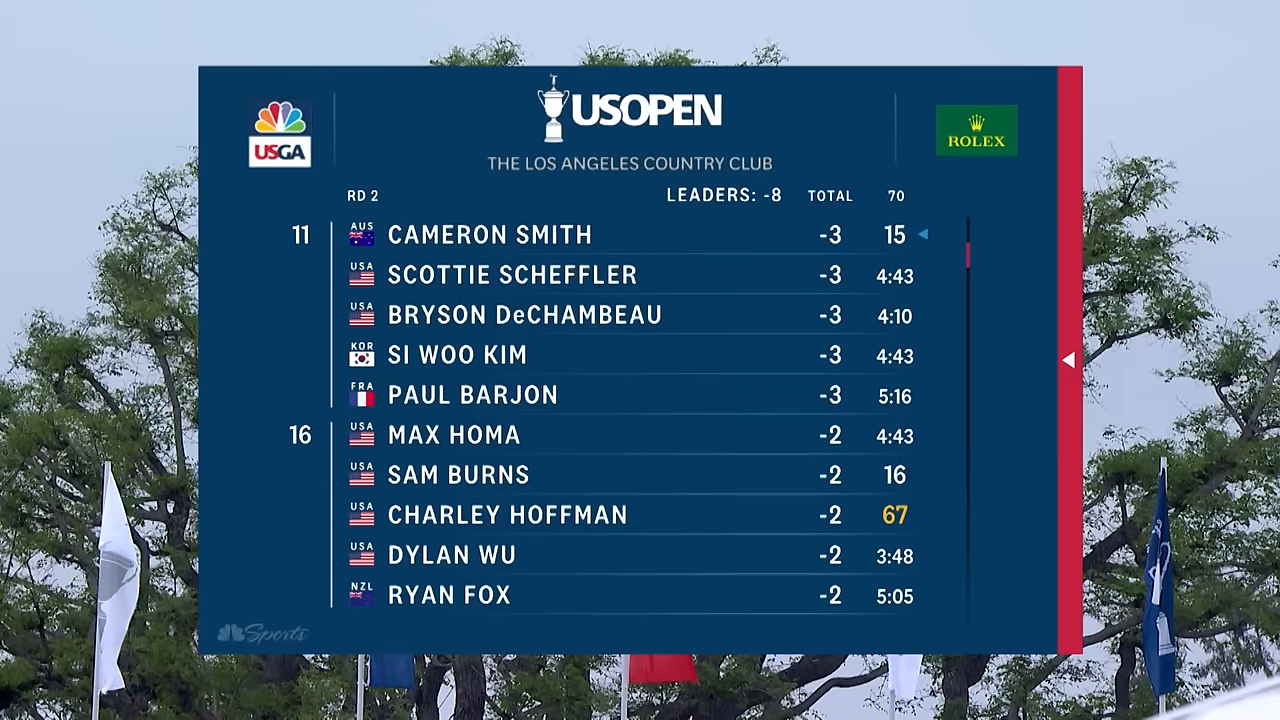 USOPEN
USGA
ROLEX
THE LOS ANGELES COUNTRY CLUB
RD 2 LEADERS: -8 TOTAL 70
11 AUS CAMERON SMITH -3 15
USA SCOTTIE SCHEFFLER -3 4:43
USA BRYSON DeCHAMBEAU -3 4:10
KOR SI WOO KIM -3 4:43
FRA PAUL BARJON -3 5:16
16 USA MAX HOMA -2 4:43
USA SAM BURNS -2 16
USA CHARLEY HOFFMAN -2 67
USA DYLAN WU -2 3:48
NZL RYAN FOX -2 5:05
Sports